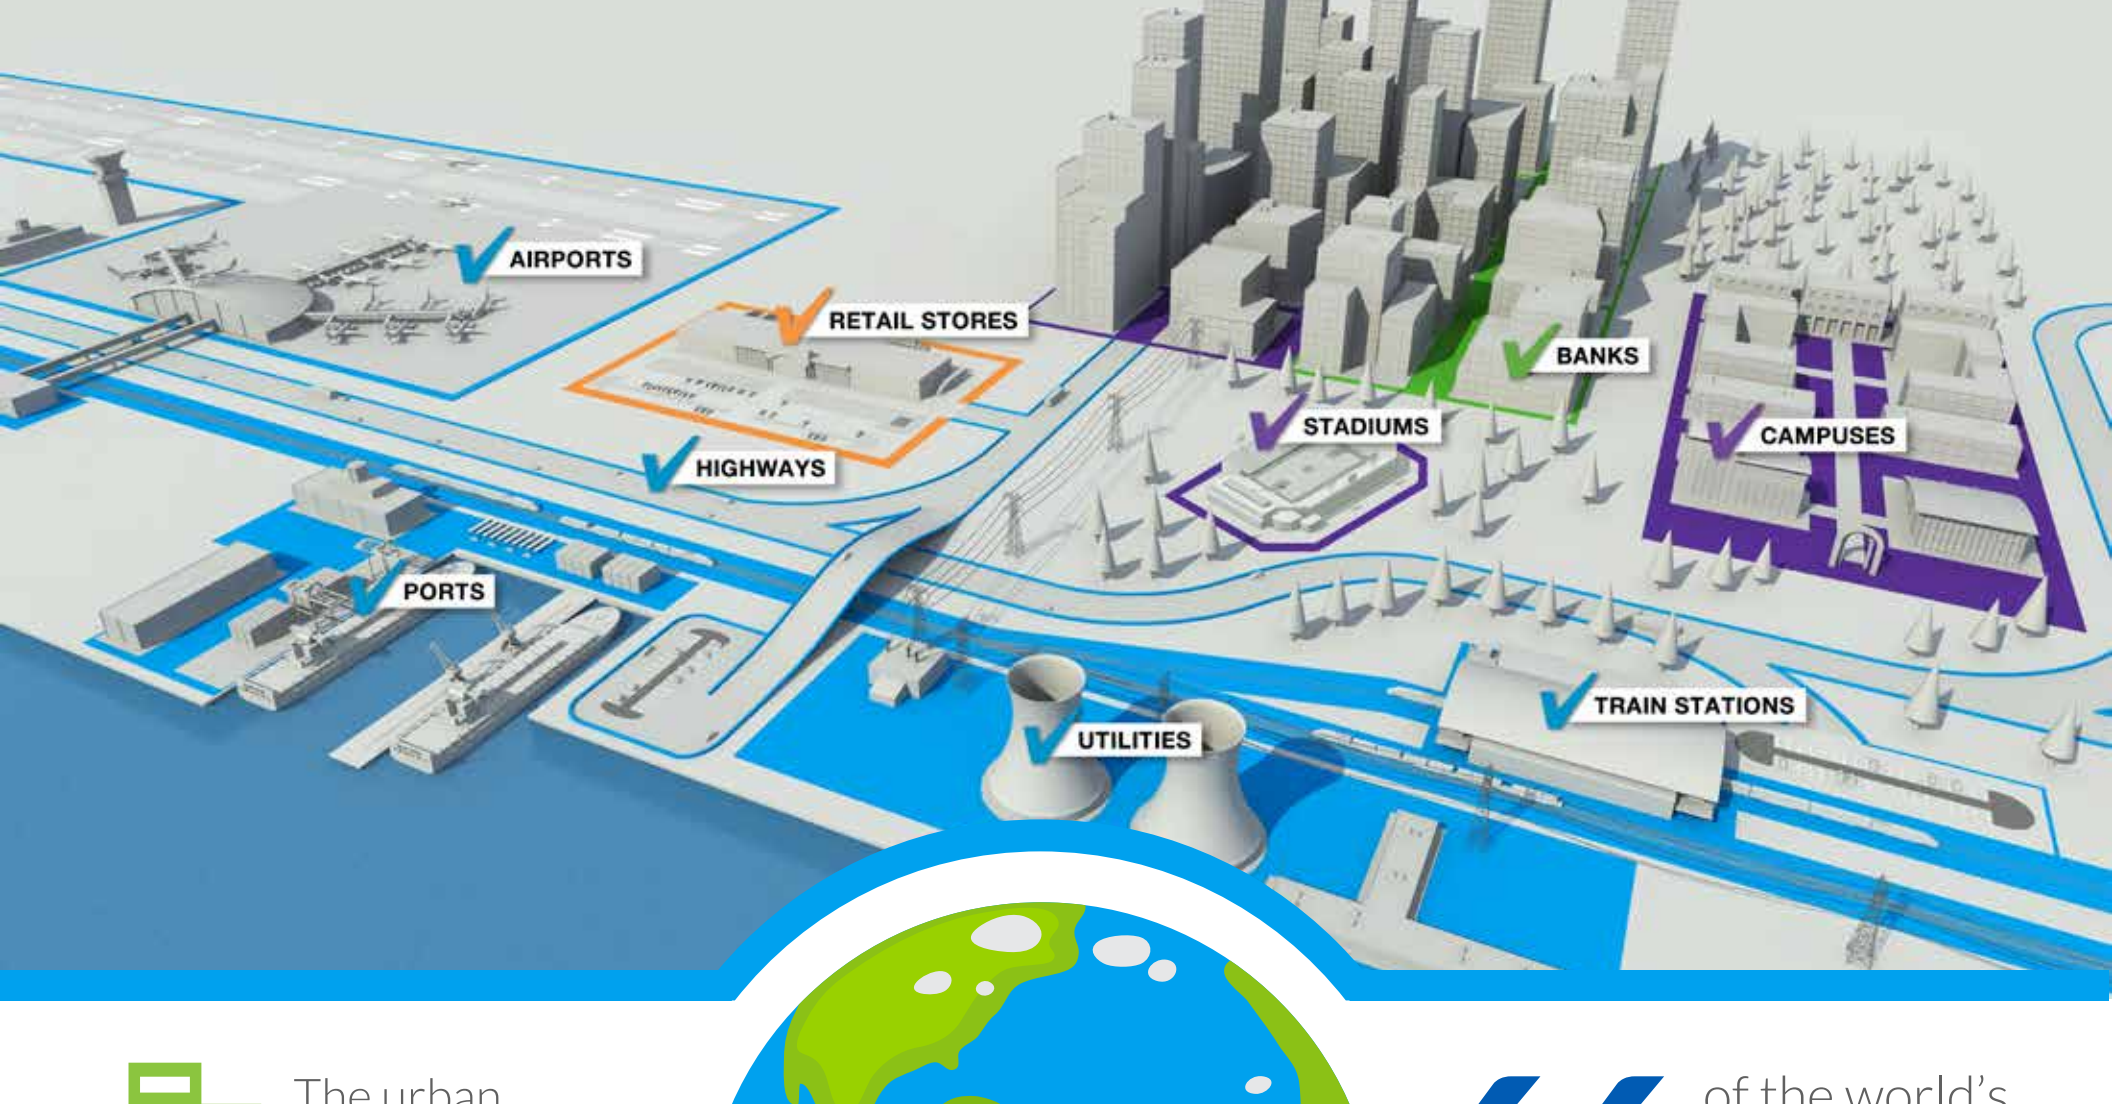 AIRPORTS
RETAIL STORES
BANKS
STADIUMS
CAMPUSES
HIGHWAYS
PORTS
TRAIN STATIONS
UTILITIES
The urban
of the world's